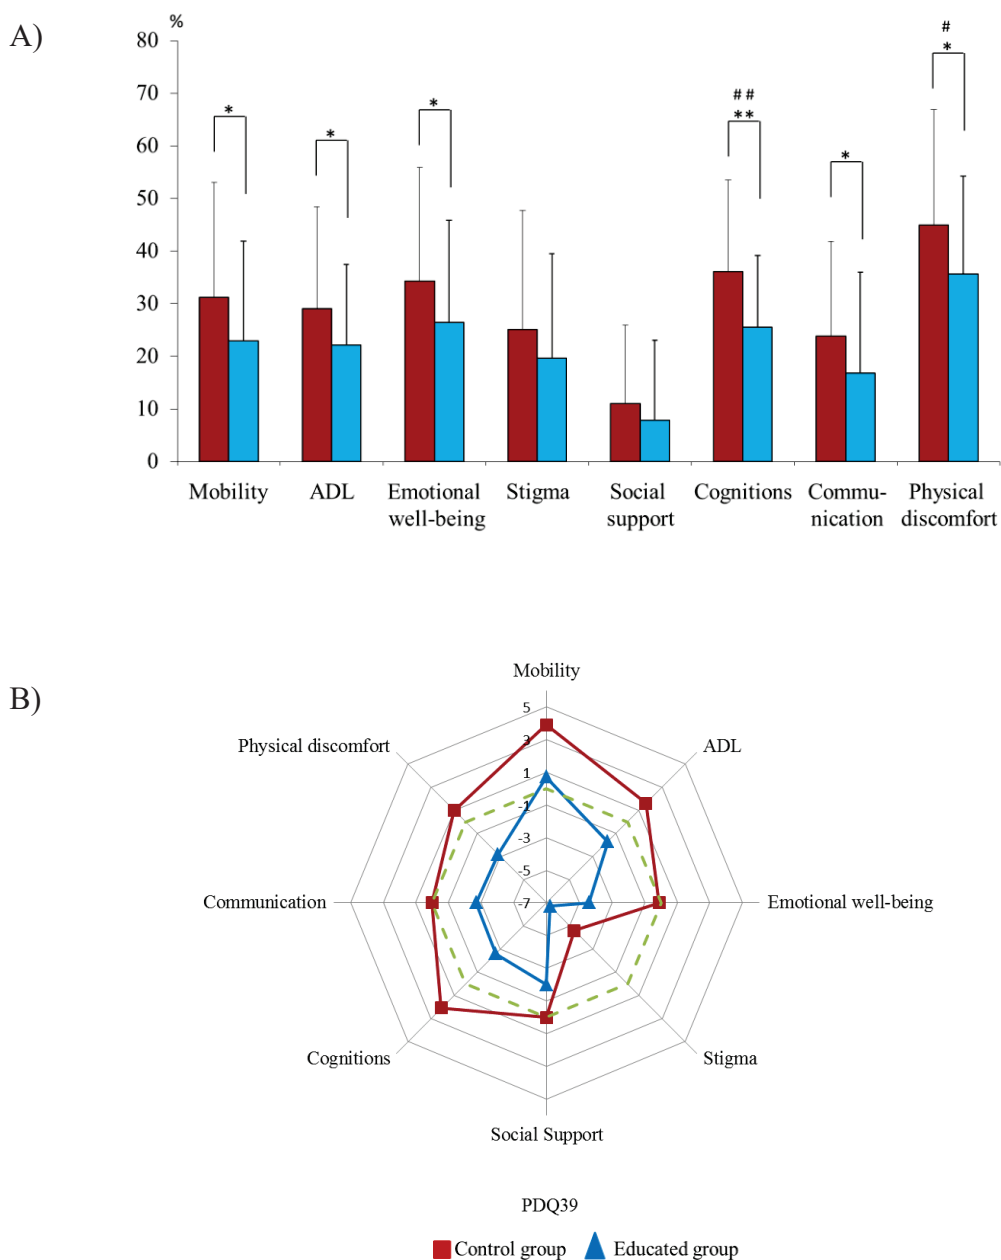 A)
%
80
70
60
50
40
30
20
10
0
*
*
*
# #
**
*
#
*
Mobility ADL Emotional well-being Stigma Social support Cognitions Commu-nication Physical discomfort
B)
Mobility
ADL
Emotional well-being
Stigma
Social Support
Cognitions
Communication
Physical discomfort
5
3
1
-1
-3
-5
-7
PDQ39
Control group Educated group